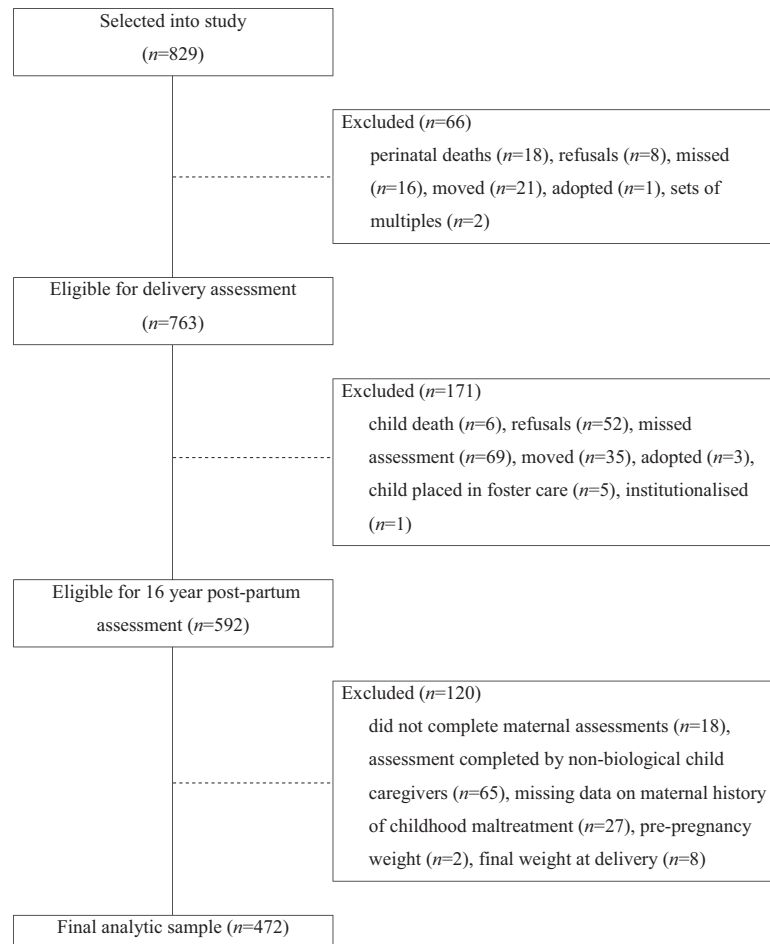 Selected into study
(n=829)
Excluded (n=66)
perinatal deaths (n=18), refusals (n=8), missed
(n=16), moved (n=21), adopted (n=1), sets of
multiples (n=2)
Eligible for delivery assessment
(n=763)
Excluded (n=171)
child death (n=6), refusals (n=52), missed
assessment (n=69), moved (n=35), adopted (n=3),
child placed in foster care (n=5), institutionalised
(n=1)
Eligible for 16 year post-partum
assessment (n=592)
Excluded (n=120)
did not complete maternal assessments (n=18),
assessment completed by non-biological child
caregivers (n=65), missing data on maternal history
of childhood maltreatment (n=27), pre-pregnancy
weight (n=2), final weight at delivery (n=8)
Final analytic sample (n=472)